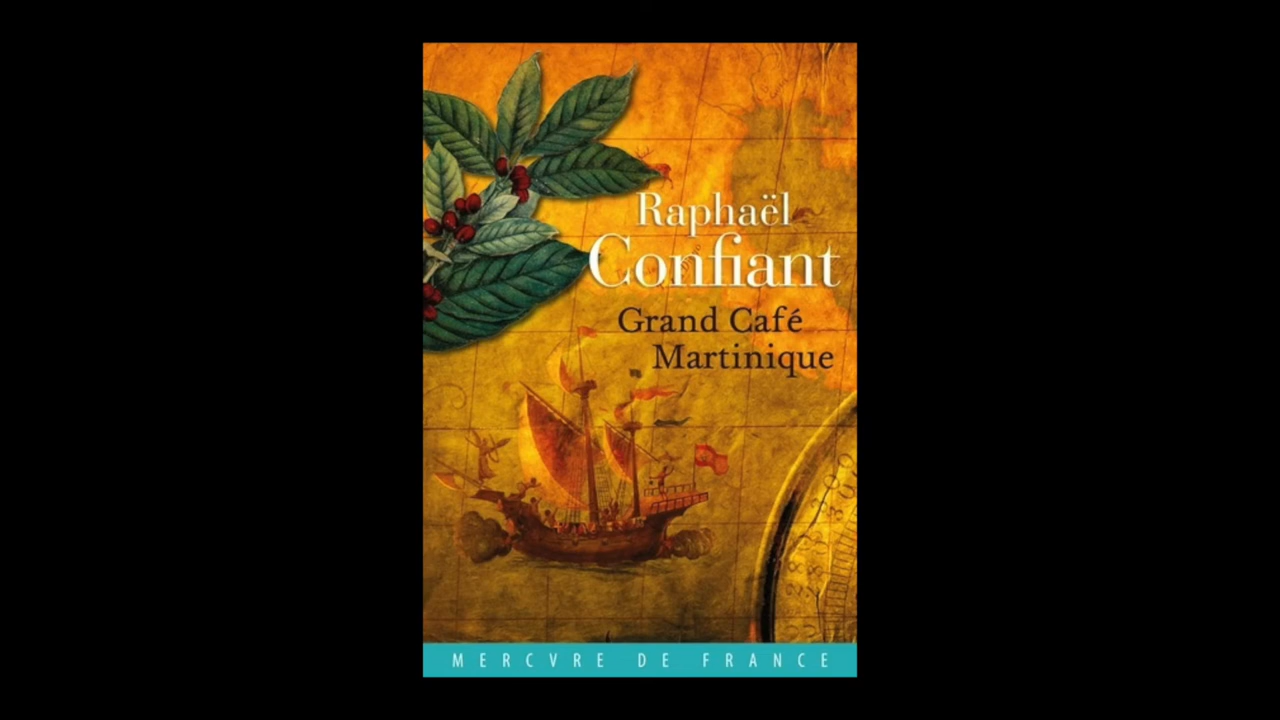 Raphaël
Confiant
Grand Café
Martinique
MERCVRE DE FRANCE